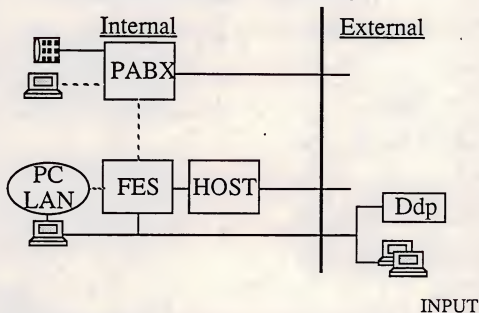 Internal
External
PABX
PC
LAN
FES
HOST
Ddp
INPUT